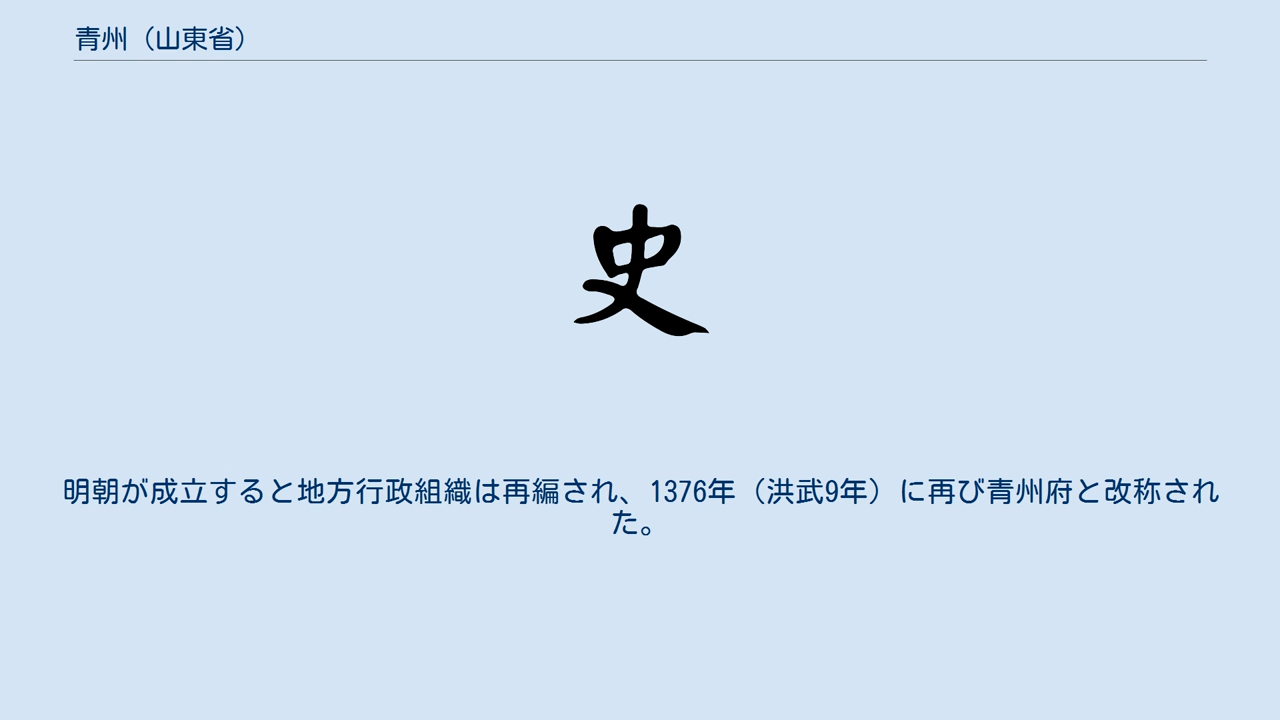 青州（山東省）
史
明朝が成立すると地方行政組織は再編され、1376年（洪武9年）に再び青州府と改称され
た。